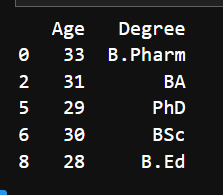 Age Degree
0 33 B.Pharm
2 31 BA
5 29 PhD
6 30 BSc
8 28 B.Ed